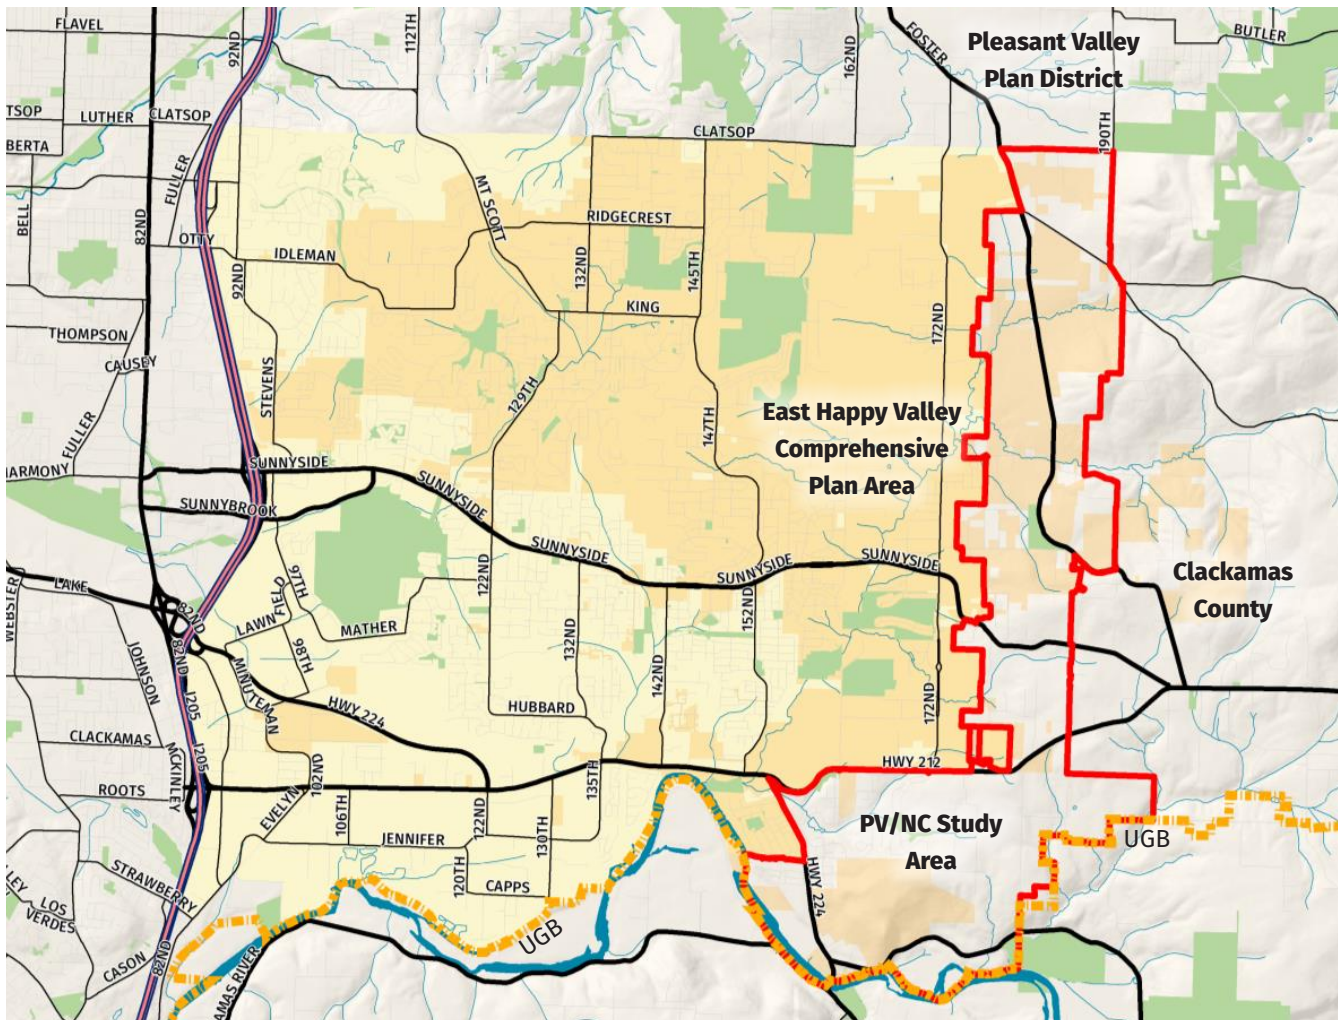 FLAVEL
92ND
112TH
162ND
FOSTER
Pleasant Valley
Plan District
BUTLER
TSOP
LUTHER
CLATSOP
CLATSOP
190TH
BERTA
FULLER
BELL
82ND
MT SCOTT
RIDGECREST
OTTY
IDLEMAN
132ND
145TH
92ND
KING
172ND
THOMPSON
CAUSEY
STEVENS
129TH
147TH
FULLER
East Happy Valley
Comprehensive
Plan Area
HARMONY
SUNNYSIDE
SUNNYSIDE
SUNNYBROOK
SUNNYSIDE
SUNNYSIDE
SUNNYSIDE
Clackamas
County
LAKE
WEBSTER
82ND
97TH
LAWNFIELD
122ND
MATHER
98TH
132ND
152ND
142ND
JOHNSON
82ND
MINUTEMAN
I205
HWY 224
HUBBARD
172ND
172ND
CLACKAMAS
MCKINLEY
I205
102ND
135TH
HWY 212
ROOTS
EVELYN
106TH
JENNIFER
122ND
130TH
PV/NC Study
Area
UGB
STRAWBERRY
120TH
CAPPS
HWY 224
LLEY
LOS
VERDES
UGB
CASON
82ND
AMAS RIVER